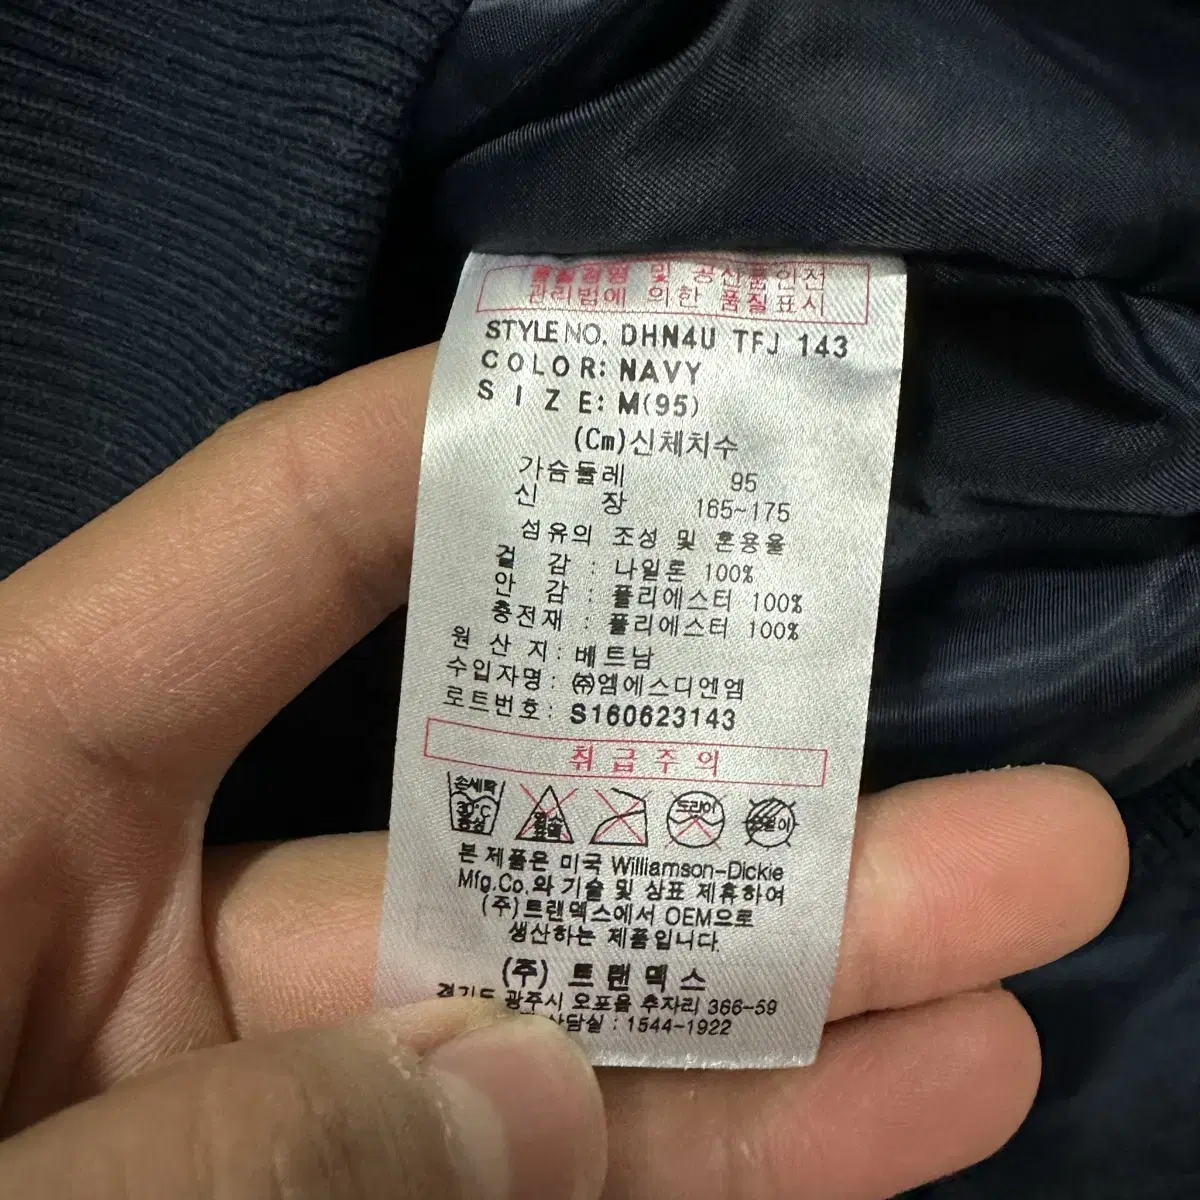 품질경영 및 공산품안전
관리법에 의한 품질표시
STYLE NO. DHN4U TFJ 143
COLOR: NAVY
SIZE: M(95)
(Cm)신체치수
가슴둘레 95
신 장 165~175
섬유의 조성 및 혼용율
겉 감 : 나일론 100%
안 감 : 폴리에스터 100%
충전재 : 폴리에스터 100%
원 산 지 : 베트남
수입자명 : ㈜엠에스디엔엠
로트번호 : S160623143
취급주의
손세탁 30℃ 중성 드라이
본 제품은 미국 Williamson-Dickie
Mfg.Co.와 기술 및 상표 제휴하여
(주)트랜멕스에서 OEM으로
생산하는 제품입니다.
(주) 트랜멕스
경기도 광주시 오포읍 추자리 366-59
상담실 : 1544-1922